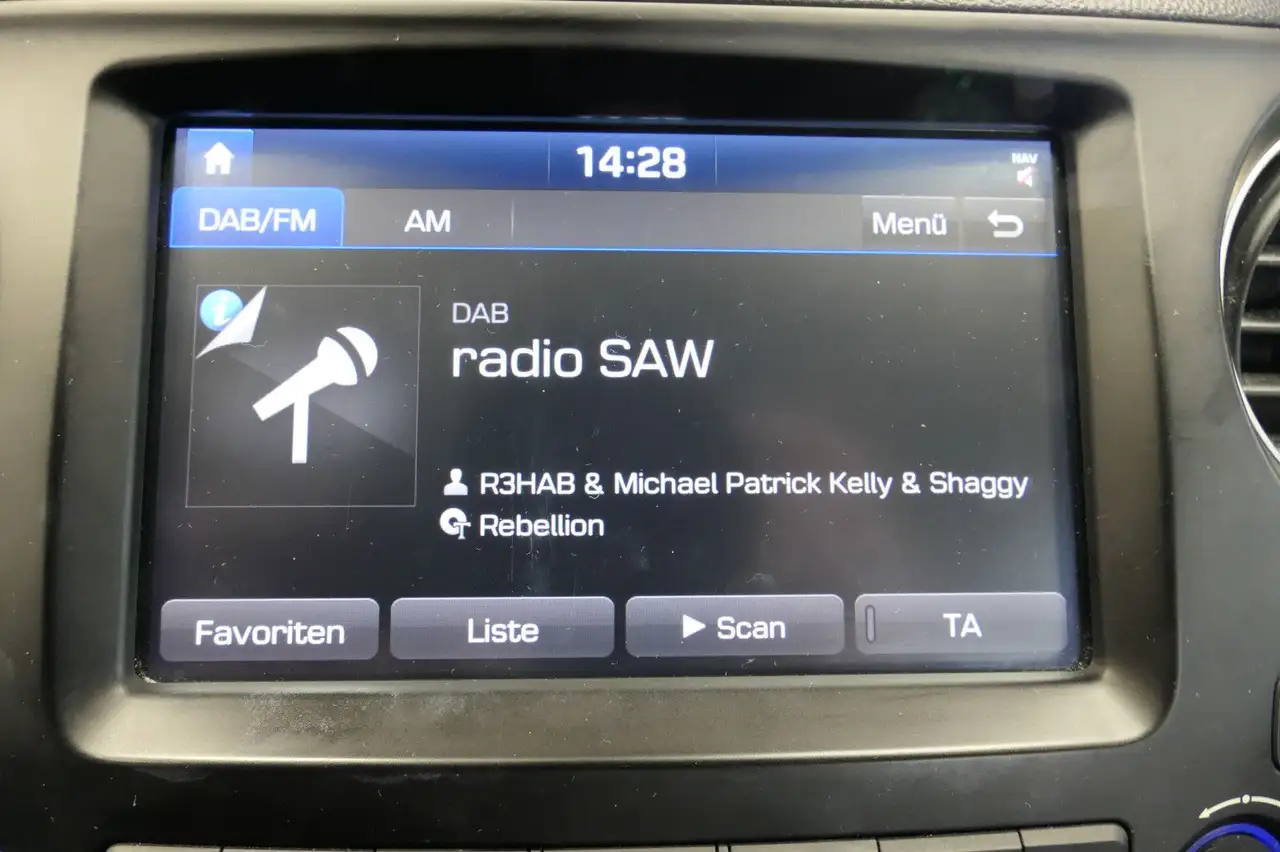 14:28
NAV
DAB/FM
AM
Menü
i
DAB
radio SAW
R3HAB & Michael Patrick Kelly & Shaggy
Rebellion
Favoriten
Liste
Scan
TA